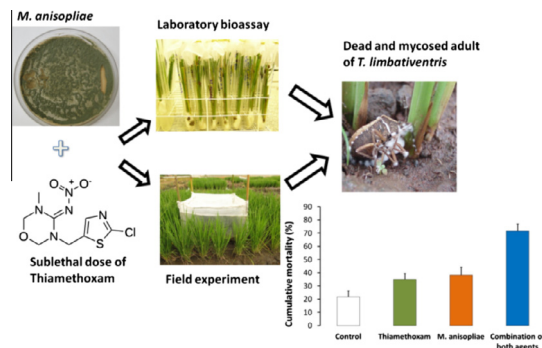 M. anisopliae
Laboratory bioassay
Dead and mycosed adult
of T. limbativentris
O
N
+
O
-
N
N
N
O
N
S
Cl
Sublethal dose of
Thiamethoxam
Field experiment
Cumulative mortality (%)
90
80
70
60
50
40
30
20
10
0
Control
Thiamethoxam
M. anisopliae
Combination o
both agents